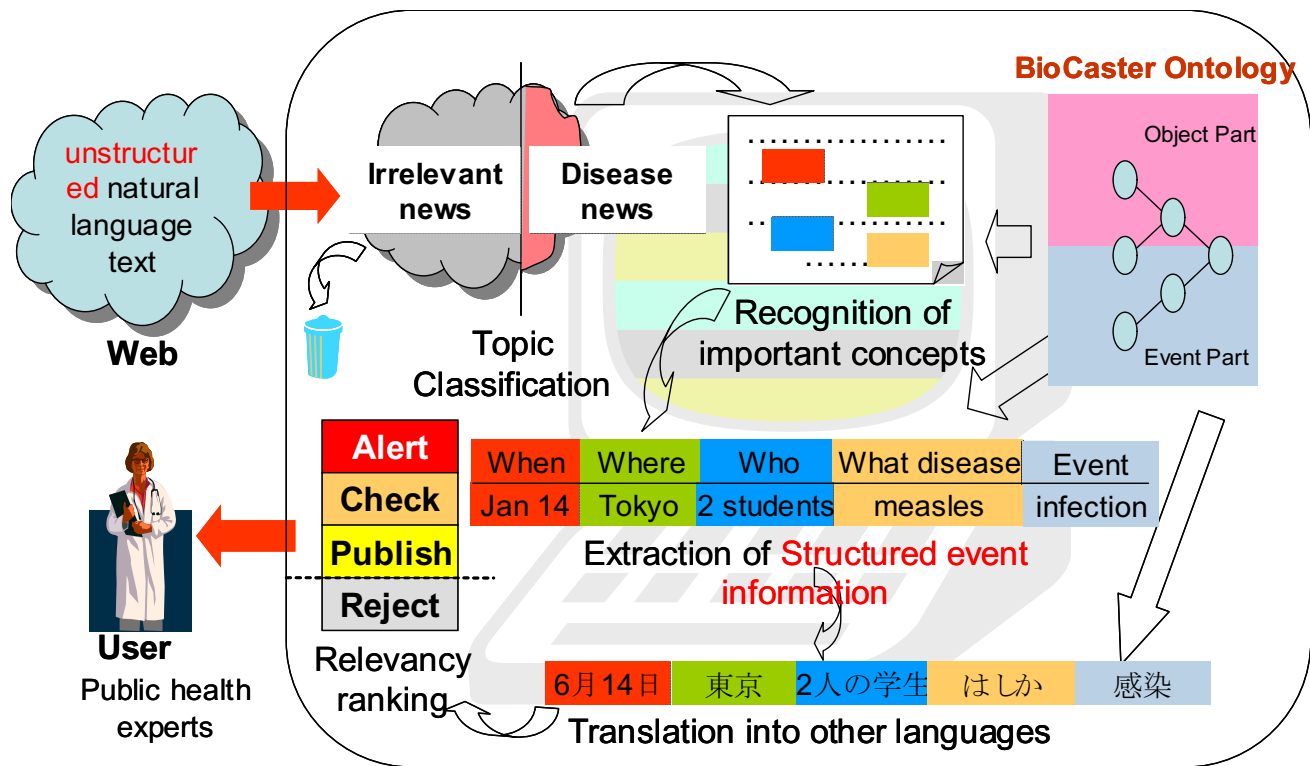 BioCaster Ontology
unstructur
ed natural
language
text
Web
Irrelevant
news
Disease
news
Topic
Classification
Recognition of
important concepts
Object Part
Event Part
Alert
Check
Publish
Reject
Relevancy
ranking
When Where Who What disease Event
Jan 14 Tokyo 2 students measles infection
Extraction of Structured event
information
6月14日 東京 2人の学生 はしか 感染
Translation into other languages
User
Public health
experts